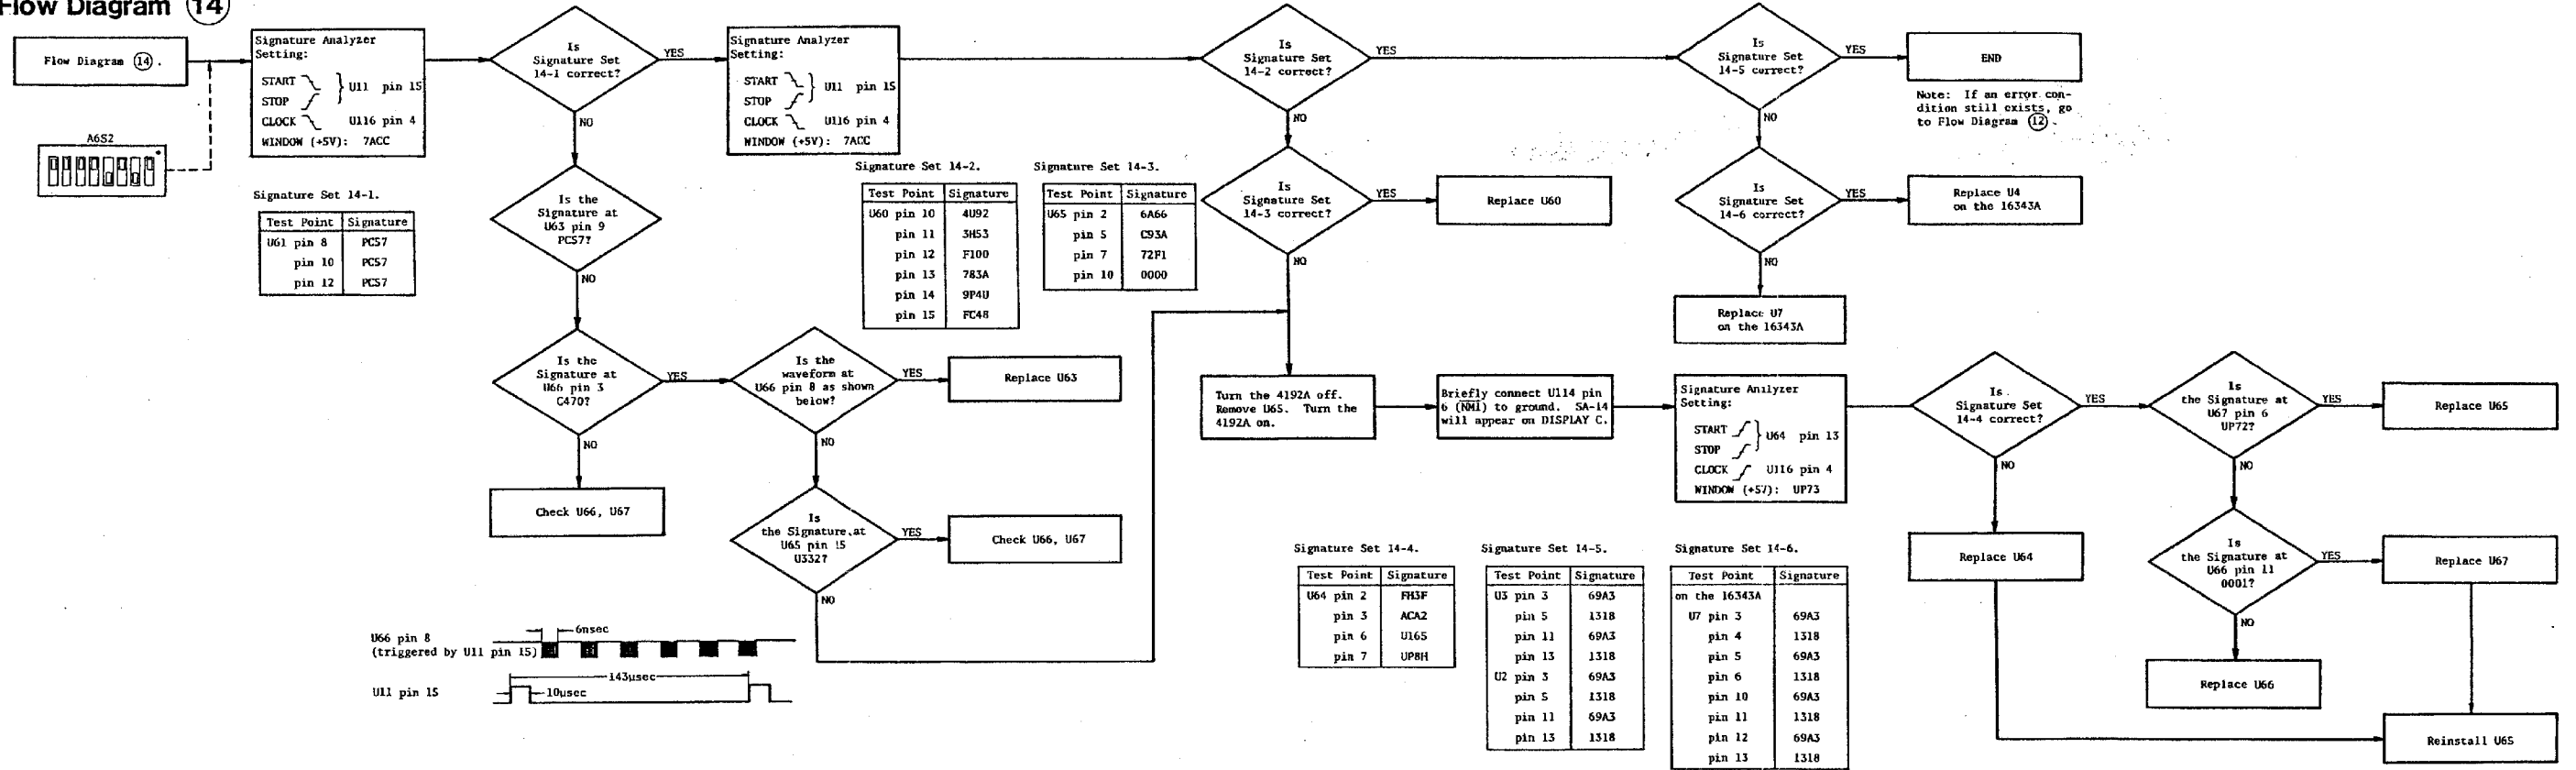 Flow Diagram 14
Flow Diagram 14.
A6S2
Signature Analyzer
Setting:
START
STOP
U11 pin 15
CLOCK U116 pin 4
WINDOW (+5V): 7ACC
Is
Signature Set
14-1 correct?
YES
NO
Signature Analyzer
Setting:
START
STOP
U11 pin 15
CLOCK U116 pin 4
WINDOW (+5V): 7ACC
Is
Signature Set
14-2 correct?
YES
NO
Is
Signature Set
14-5 correct?
YES
NO
END
Note: If an error con-
dition still exists, go
to Flow Diagram 12.
Signature Set 14-1.
Test Point Signature
U61 pin 8 PC57
pin 10 PC57
pin 12 PC57
Is the
Signature at
U63 pin 9
PC57?
NO
Signature Set 14-2.
Test Point Signature
U60 pin 10 4U92
pin 11 3H53
pin 12 F100
pin 13 783A
pin 14 9P4U
pin 15 FC48
Signature Set 14-3.
Test Point Signature
U65 pin 2 6A66
pin 5 C93A
pin 7 72F1
pin 10 0000
Is
Signature Set
14-3 correct?
YES
NO
Replace U60
Is
Signature Set
14-6 correct?
YES
NO
Replace U4
on the 16343A
Replace U7
on the 16343A
Is the
Signature at
U66 pin 3
C470?
YES
NO
Is the
waveform at
U66 pin 8 as shown
below?
YES
NO
Replace U63
Check U66, U67
Is
the Signature at
U65 pin 15
U332?
YES
NO
Check U66, U67
Turn the 4192A off.
Remove U65. Turn the
4192A on.
Briefly connect U114 pin
6 (NMI) to ground. SA-14
will appear on DISPLAY C.
Signature Analyzer
Setting:
START
STOP
U64 pin 13
CLOCK U116 pin 4
WINDOW (+5V): UP73
Is
Signature Set
14-4 correct?
YES
NO
Is
the Signature at
U67 pin 6
UP72?
YES
NO
Replace U65
Replace U64
Is
the Signature at
U66 pin 11
0001?
YES
NO
Replace U67
Replace U66
Reinstall U65
Signature Set 14-4.
Test Point Signature
U64 pin 2 FH3F
pin 3 ACA2
pin 6 U165
pin 7 UP8H
Signature Set 14-5.
Test Point Signature
U3 pin 3 69A3
pin 5 1318
pin 11 69A3
pin 13 1318
U2 pin 3 69A3
pin 5 1318
pin 11 69A3
pin 13 1318
Signature Set 14-6.
Test Point Signature
on the 16343A
U7 pin 3 69A3
pin 4 1318
pin 5 69A3
pin 6 1318
pin 10 69A3
pin 11 1318
pin 12 69A3
pin 13 1318
U66 pin 8
(triggered by U11 pin 15)
6nsec
143μsec
U11 pin 15
10μsec